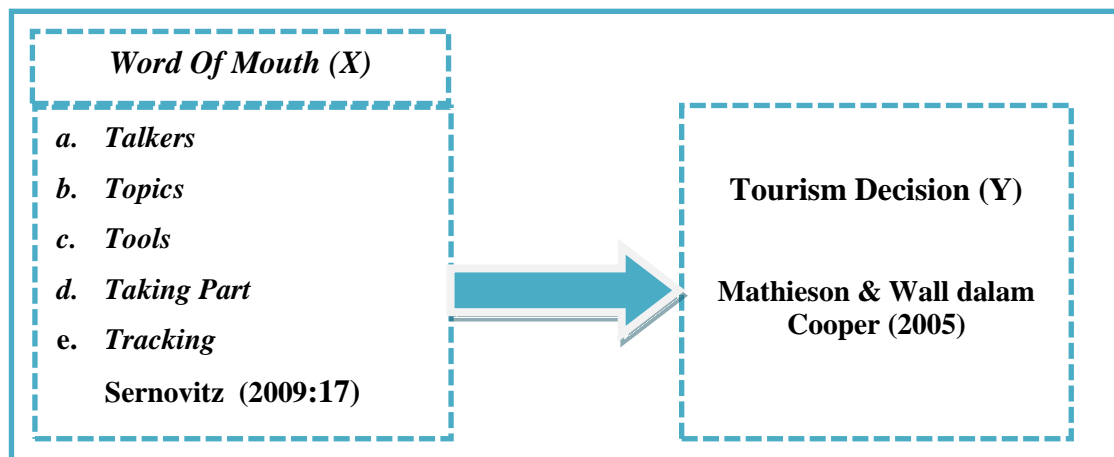 Word Of Mouth (X)
a. Talkers
b. Topics
c. Tools
d. Taking Part
e. Tracking
Sernovitz (2009:17)
Tourism Decision (Y)
Mathieson & Wall dalam
Cooper (2005)